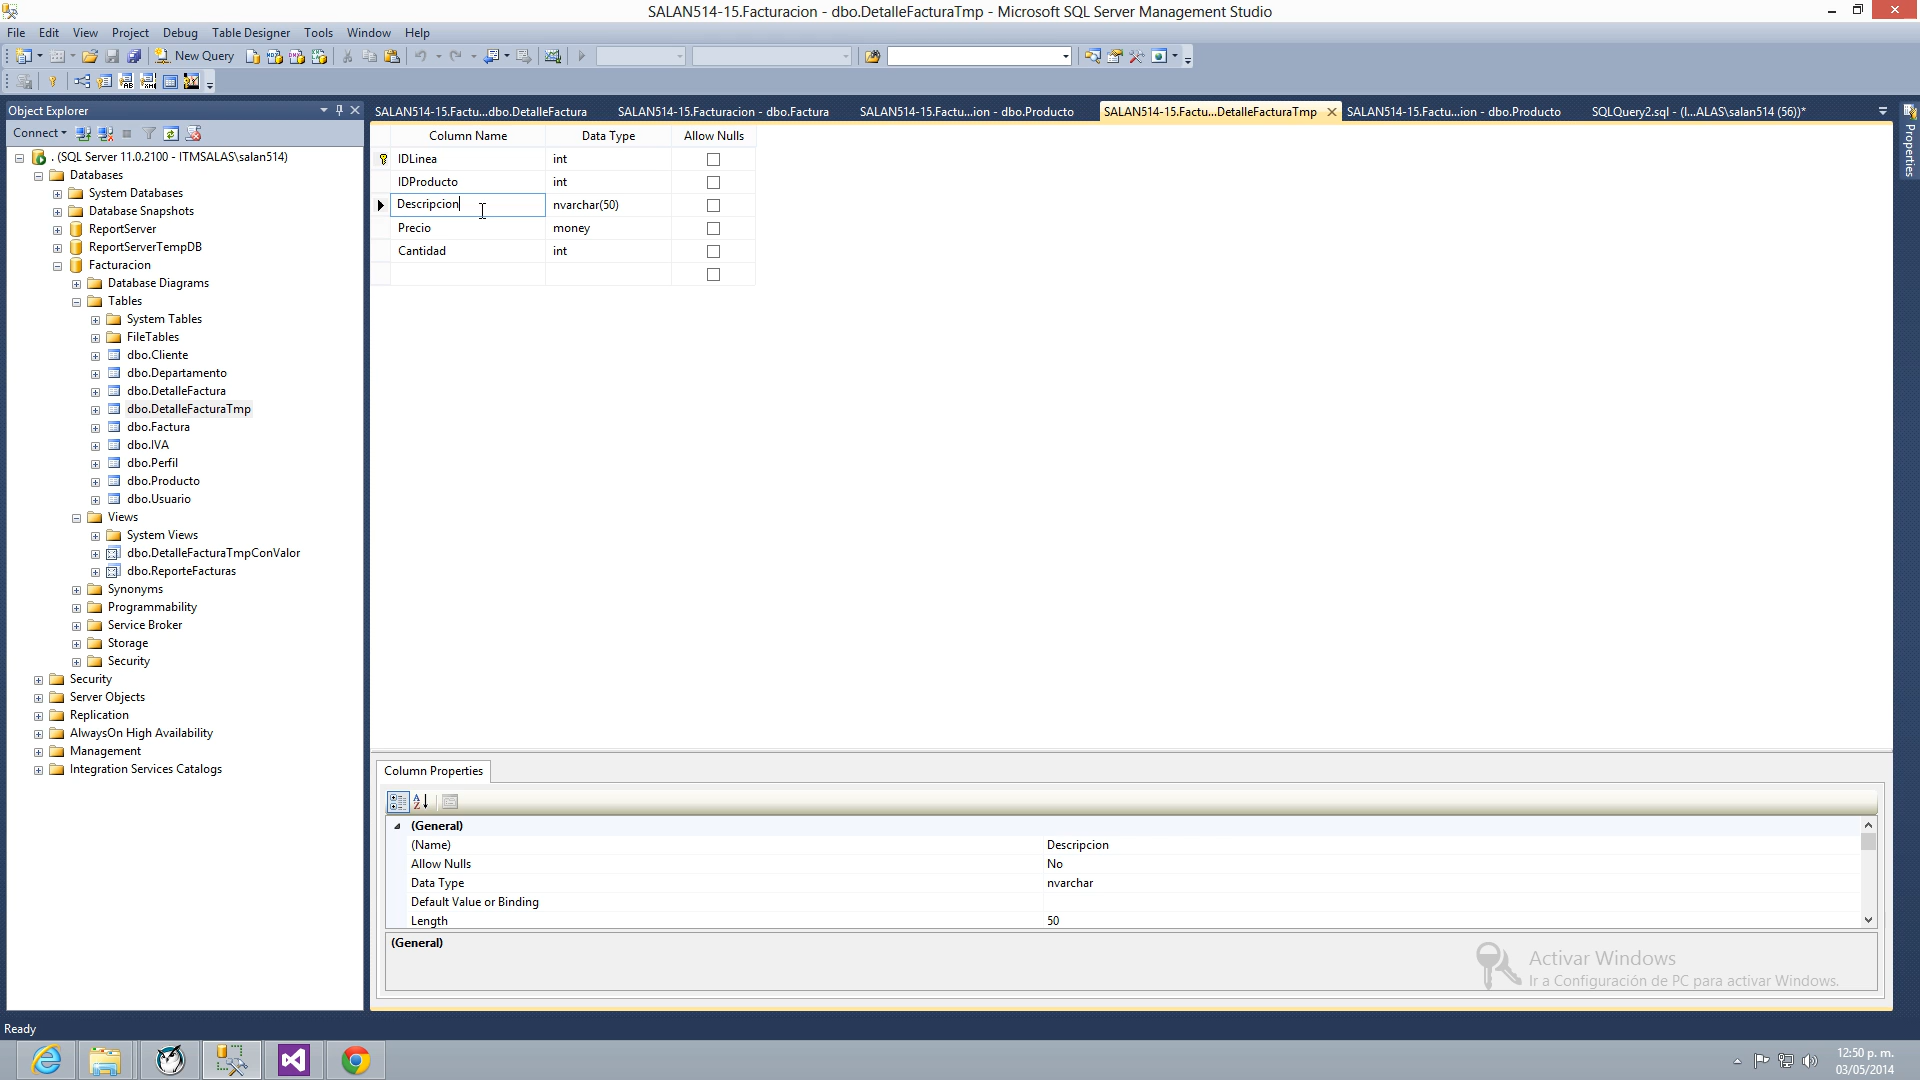 SALAN514-15.Facturacion - dbo.DetalleFacturaTmp - Microsoft SQL Server Management Studio
File Edit View Project Debug Table Designer Tools Window Help
New Query
Object Explorer
SALAN514-15.Factu...dbo.DetalleFactura SALAN514-15.Facturacion - dbo.Factura SALAN514-15.Factu...ion - dbo.Producto SALAN514-15.Factu...DetalleFacturaTmp SALAN514-15.Factu...ion - dbo.Producto SQLQuery2.sql - (l...ALAS\salan514 (56))*
Properties
Connect
Column Name Data Type Allow Nulls
IDLinea int
IDProducto int
Descripcion nvarchar(50)
Precio money
Cantidad int
. (SQL Server 11.0.2100 - ITMSALAS\salan514)
Databases
System Databases
Database Snapshots
ReportServer
ReportServerTempDB
Facturacion
Database Diagrams
Tables
System Tables
FileTables
dbo.Cliente
dbo.Departamento
dbo.DetalleFactura
dbo.DetalleFacturaTmp
dbo.Factura
dbo.IVA
dbo.Perfil
dbo.Producto
dbo.Usuario
Views
System Views
dbo.DetalleFacturaTmpConValor
dbo.ReporteFacturas
Synonyms
Programmability
Service Broker
Storage
Security
Security
Server Objects
Replication
AlwaysOn High Availability
Management
Integration Services Catalogs
Column Properties
(General)
(Name) Descripcion
Allow Nulls No
Data Type nvarchar
Default Value or Binding
Length 50
(General)
Activar Windows
Ir a Configuración de PC para activar Windows.
Ready
12:50 p. m.
03/05/2014